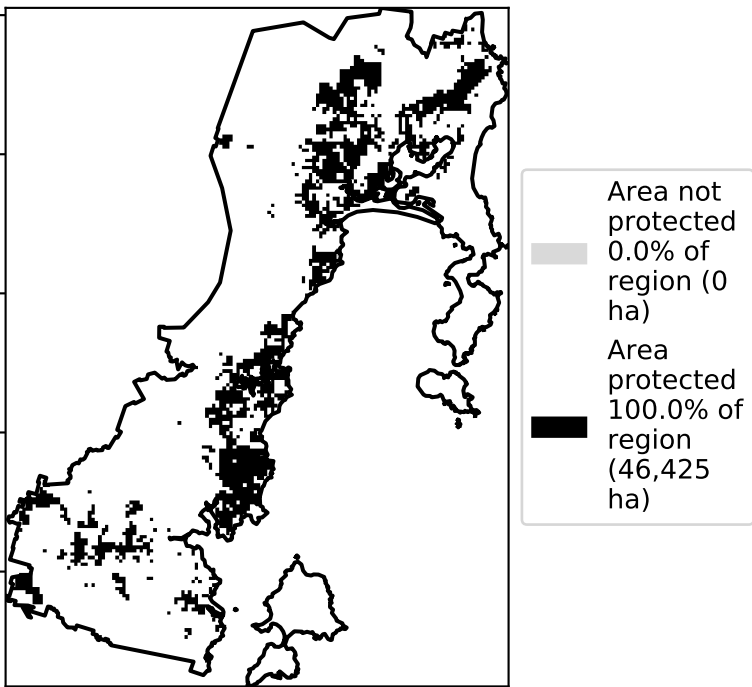 Area not
protected
0.0% of
region (0
ha)
Area
protected
100.0% of
region
(46,425
ha)